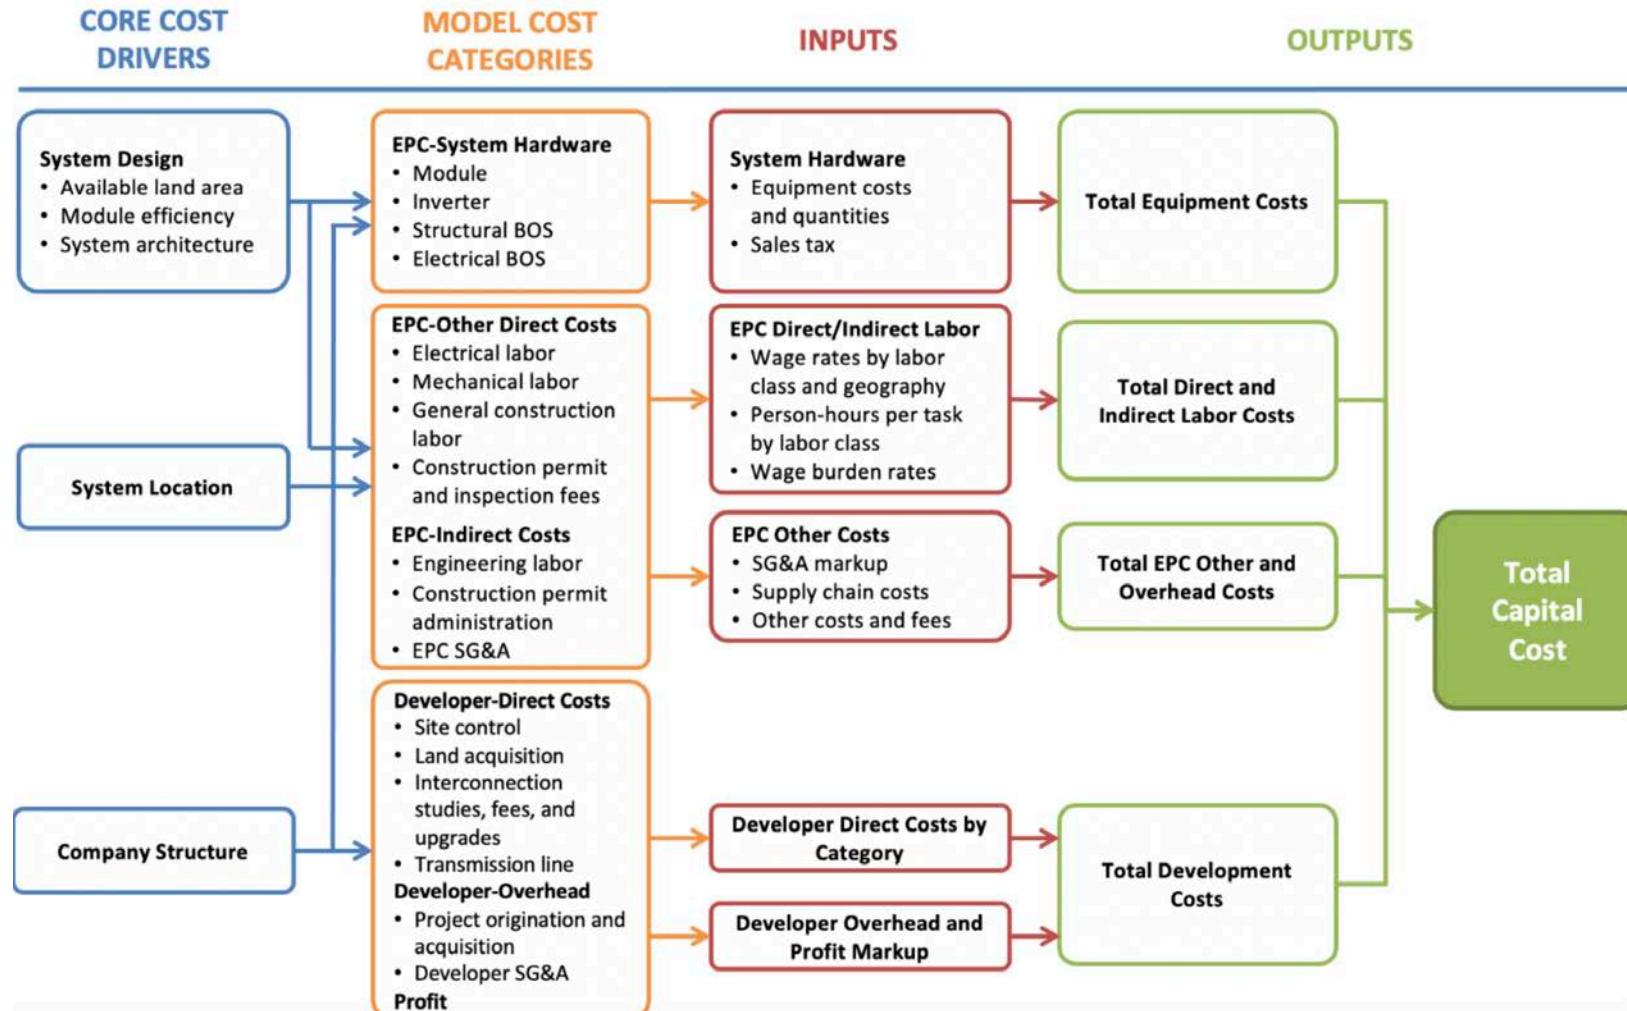 CORE COST
DRIVERS
MODEL COST
CATEGORIES
INPUTS
OUTPUTS
System Design
• Available land area
• Module efficiency
• System architecture
System Location
Company Structure
EPC-System Hardware
• Module
• Inverter
• Structural BOS
• Electrical BOS
EPC-Other Direct Costs
• Electrical labor
• Mechanical labor
• General construction
labor
• Construction permit
and inspection fees
EPC-Indirect Costs
• Engineering labor
• Construction permit
administration
• EPC SG&A
Developer-Direct Costs
• Site control
• Land acquisition
• Interconnection
studies, fees, and
upgrades
• Transmission line
Developer-Overhead
• Project origination and
acquisition
• Developer SG&A
Profit
System Hardware
• Equipment costs
and quantities
• Sales tax
EPC Direct/Indirect Labor
• Wage rates by labor
class and geography
• Person-hours per task
by labor class
• Wage burden rates
EPC Other Costs
• SG&A markup
• Supply chain costs
• Other costs and fees
Developer Direct Costs by
Category
Developer Overhead and
Profit Markup
Total Equipment Costs
Total Direct and
Indirect Labor Costs
Total EPC Other and
Overhead Costs
Total Development
Costs
Total
Capital
Cost